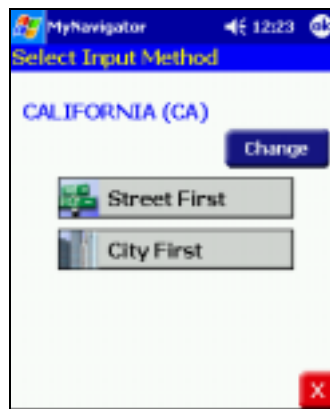 MyNavigator 12:23 ok
Select Input Method
CALIFORNIA (CA)
Change
Street First
City First
X